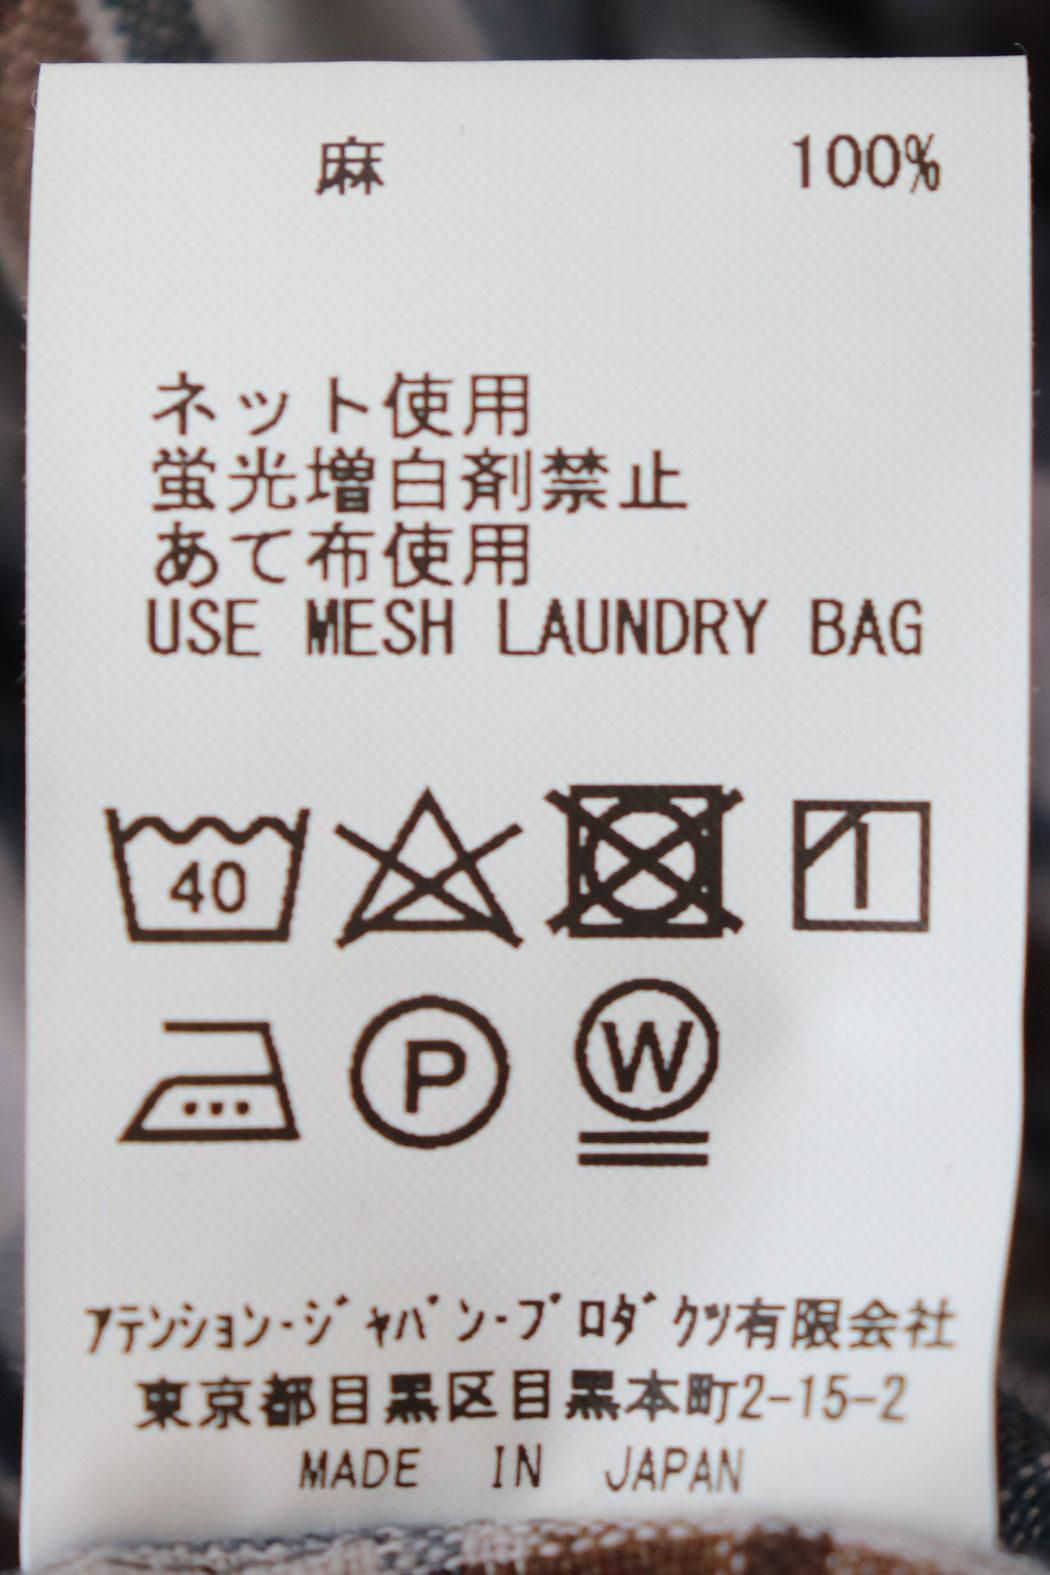 麻 100%
ネット使用
蛍光増白剤禁止
あて布使用
USE MESH LAUNDRY BAG
40
P
W
ｱﾃﾝｼｮﾝ-ｼﾞｬﾊﾟﾝ-ﾌﾟﾛﾀﾞｸﾂ有限会社
東京都目黒区目黒本町2-15-2
MADE IN JAPAN